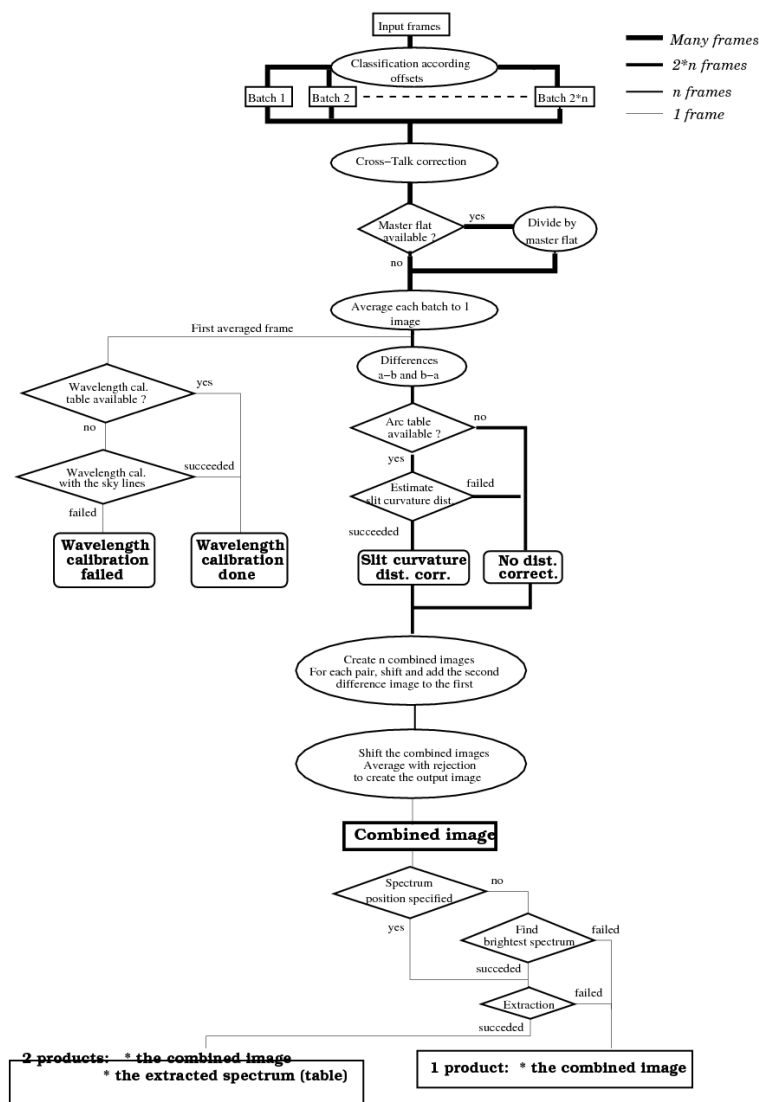 Input frames
Many frames
Classification according
offsets
2*n frames
Batch 1
Batch 2
Batch 2*n
n frames
1 frame
Cross-Talk correction
Master flat
available ?
yes
Divide by
master flat
no
Average each batch to 1
image
First averaged frame
Differences
a-b and b-a
Wavelength cal.
table available ?
yes
Arc table
available ?
no
no
yes
Wavelength cal.
with the sky lines
succeeded
Estimate
slit curvature dist.
failed
failed
succeeded
Wavelength
calibration
failed
Wavelength
calibration
done
Slit curvature
dist. corr.
No dist.
correct.
Create n combined images
For each pair, shift and add the second
difference image to the first
Shift the combined images
Average with rejection
to create the output image
Combined image
Spectrum
position specified
no
yes
Find
brightest spectrum
failed
succeded
Extraction
failed
succeded
2 products: * the combined image
* the extracted spectrum (table)
1 product: * the combined image